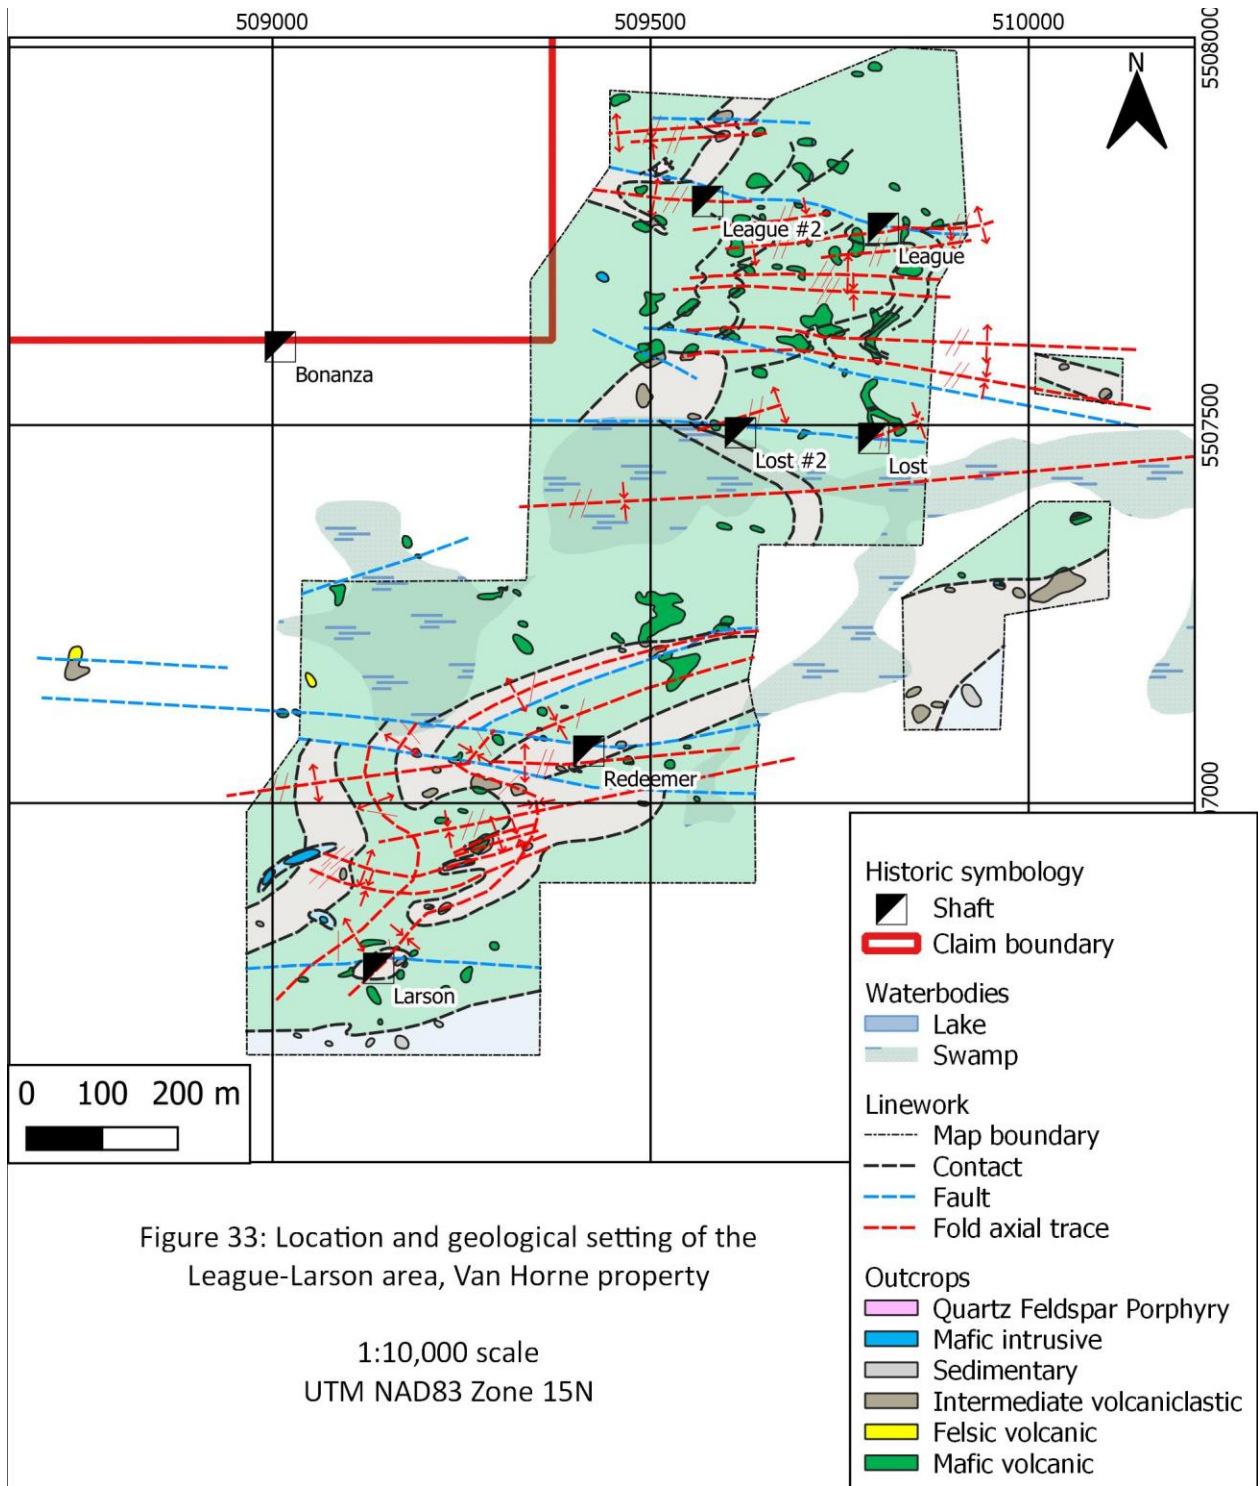 509000
509500
510000
5508000
N
League #2
League
Bonanza
5507500
Lost #2
Lost
Redeemer
7000
Larson
0 100 200 m
Historic symbology
Shaft
Claim boundary
Waterbodies
Lake
Swamp
Linework
Map boundary
Contact
Fault
Fold axial trace
Outcrops
Quartz Feldspar Porphyry
Mafic intrusive
Sedimentary
Intermediate volcaniclastic
Felsic volcanic
Mafic volcanic
Figure 33: Location and geological setting of the
League-Larson area, Van Horne property
1:10,000 scale
UTM NAD83 Zone 15N